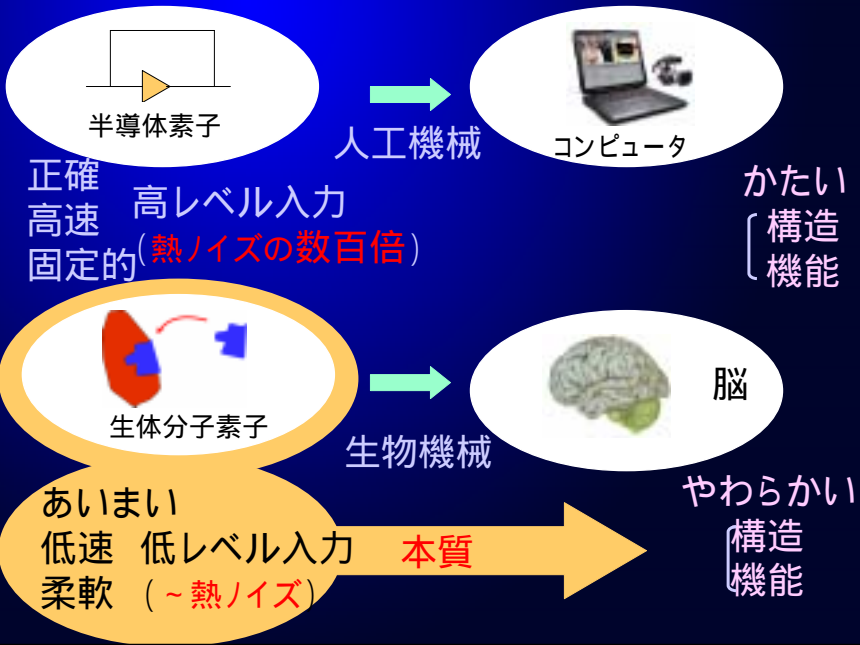 半導体素子
人工機械
コンピュータ
正確
高速
固定的
高レベル入力
(熱ノイズの数百倍)
かたい
構造
機能
生体分子素子
生物機械
脳
あいまい
低速 低レベル入力
柔軟 (~熱ノイズ)
本質
やわらかい
構造
機能